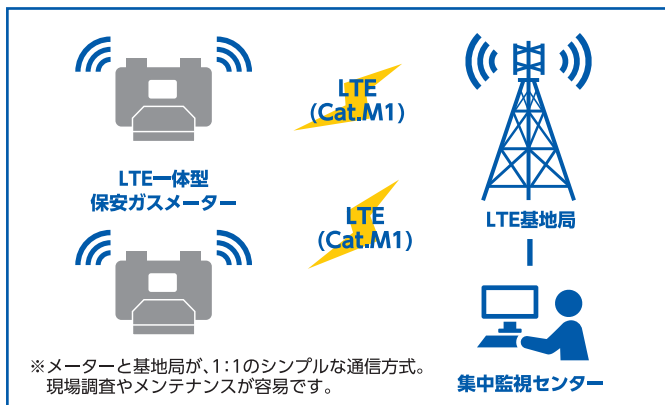 LTE
(Cat.M1)
LTE一体型
保安ガスメーター
LTE
(Cat.M1)
LTE基地局
※メーターと基地局が、1:1のシンプルな通信方式。
現場調査やメンテナンスが容易です。
集中監視センター